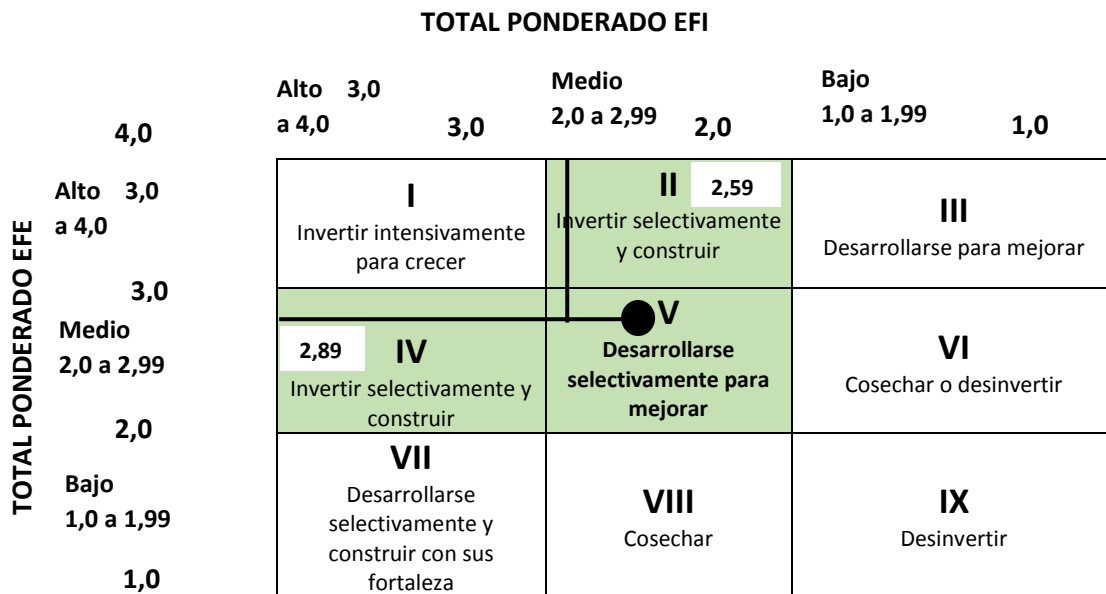 TOTAL PONDERADO EFI
Alto 3,0
a 4,0
3,0
Medio
2,0 a 2,99
2,0
Bajo
1,0 a 1,99
1,0
TOTAL PONDERADO EFE
4,0
Alto 3,0
a 4,0
3,0
Medio
2,0 a 2,99
2,0
Bajo
1,0 a 1,99
1,0
I
Invertir intensivamente
para crecer
II
2,59
Invertir selectivamente
y construir
III
Desarrollarse para mejorar
2,89
IV
Invertir selectivamente y
construir
V
Desarrollarse
selectivamente para
mejorar
VI
Cosechar o desinvertir
VII
Desarrollarse
selectivamente y
construir con sus
fortaleza
VIII
Cosechar
IX
Desinvertir